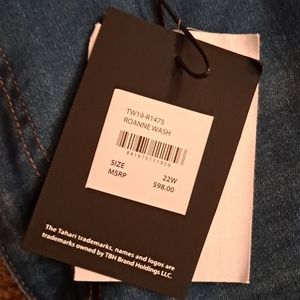 TW19-R1475
ROANNE WASH
SIZE 22W
MSRP $98.00
The Tahari trademarks, names and logos are
trademarks owned by TBH Brand Holdings LLC.